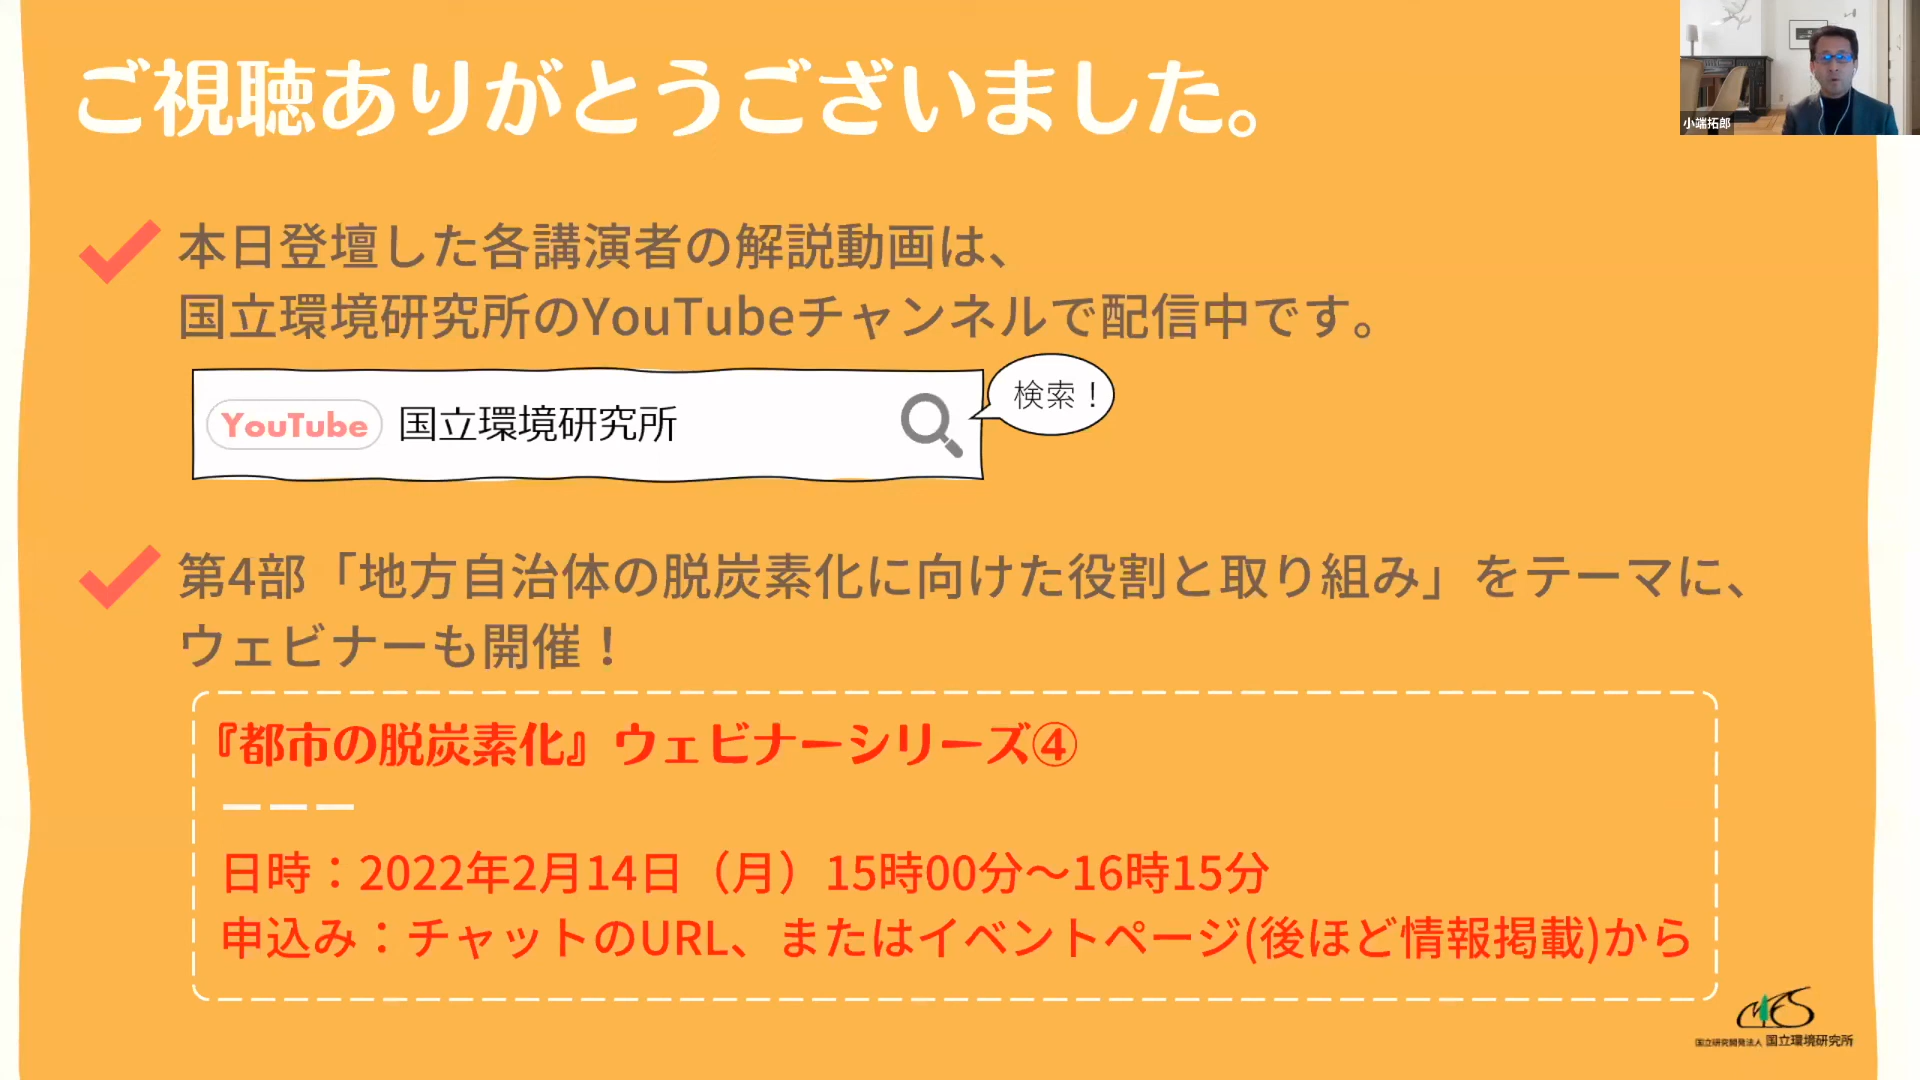 ご視聴ありがとうございました。
小端拓郎
本日登壇した各講演者の解説動画は、
国立環境研究所のYouTubeチャンネルで配信中です。
YouTube 国立環境研究所
検索！
第4部「地方自治体の脱炭素化に向けた役割と取り組み」をテーマに、
ウェビナーも開催！
『都市の脱炭素化』ウェビナーシリーズ④
日時：2022年2月14日（月）15時00分～16時15分
申込み：チャットのURL、またはイベントページ(後ほど情報掲載)から
国立研究開発法人 国立環境研究所